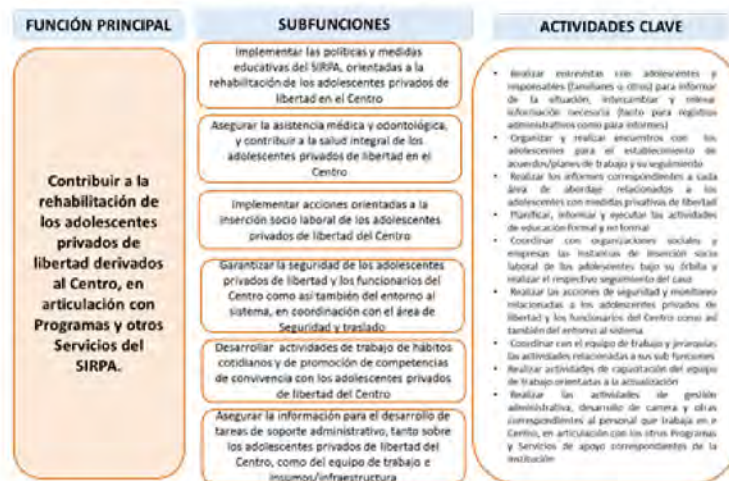 FUNCIÓN PRINCIPAL
Contribuir a la
rehabilitación de
los adolescentes
privados de
libertad derivados
al Centro, en
articulación con
Programas y otros
Servicios del
SIRPA.
SUBFUNCIONES
Implementar las políticas y medidas
educativas del SIRPA, orientadas a la
rehabilitación de los adolescentes privados de
libertad en el Centro
Asegurar la asistencia médica y odontológica,
y contribuir a la salud integral de los
adolescentes privados de libertad en el
Centro
Implementar acciones orientadas a la
inserción socio laboral de los adolescentes
privados de libertad del Centro
Garantizar la seguridad de los adolescentes
privados de libertad y los funcionarios del
Centro como así también del entorno al
sistema, en coordinación con el área de
Seguridad y traslado
Desarrollar actividades de trabajo de hábitos
cotidianos y de promoción de competencias
de convivencia con los adolescentes privados
de libertad del Centro
Asegurar la información para el desarrollo de
tareas de soporte administrativo, tanto sobre
los adolescentes privados de libertad del
Centro, como del equipo de trabajo e
insumos/infraestructura
ACTIVIDADES CLAVE
• Realizar entrevistas con adolescentes y
responsables (familiares u otros) para informar
de la situación, intercambiar y relevar
información necesaria (tanto para registros
administrativos como para informes)
• Organizar y realizar encuentros con los
adolescentes para el establecimiento de
acuerdos/planes de trabajo y su seguimiento
• Realizar los informes correspondientes a cada
área de abordaje relacionados a los
adolescentes con medidas privativas de libertad
• Planificar, informar y ejecutar las actividades
de educación formal y no formal
• Coordinar con organizaciones sociales y
empresas las instancias de inserción socio
laboral de los adolescentes bajo su órbita y
realizar el respectivo seguimiento del caso
• Realizar las acciones de seguridad y monitoreo
relacionadas a los adolescentes privados de
libertad y los funcionarios del Centro como así
también del entorno al sistema
• Coordinar con el equipo de trabajo y jerarquías
las actividades relacionadas a sus sub funciones
• Realizar actividades de capacitación del equipo
de trabajo orientadas a la actualización
• Realizar las actividades de gestión
administrativa, desarrollo de carrera y otras
correspondientes al personal que trabaja en e
Centro, en articulación con los otros Programas
y Servicios de apoyo correspondientes de la
institución